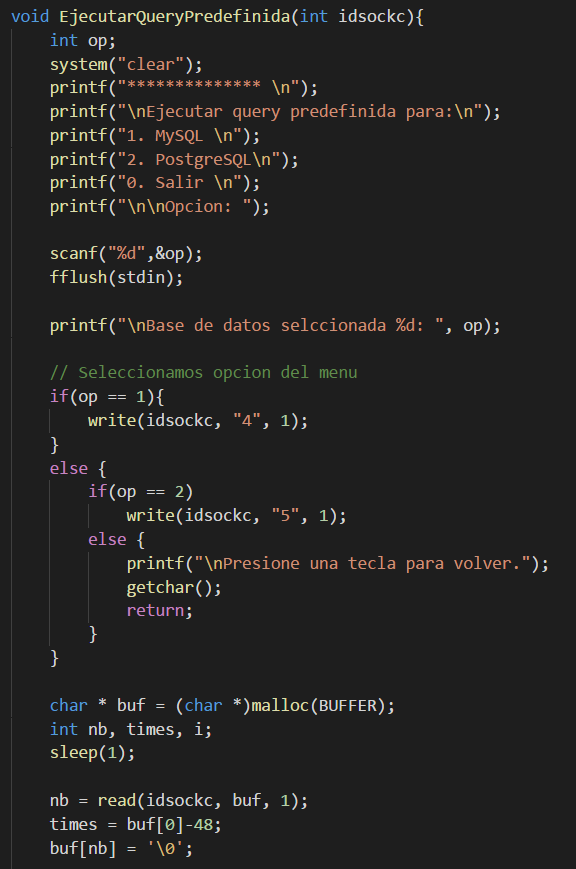 void EjecutarQueryPredefinida(int idsockc){
    int op;
    system("clear");
    printf("************** \n");
    printf("\nEjecutar query predefinida para:\n");
    printf("1. MySQL \n");
    printf("2. PostgreSQL\n");
    printf("0. Salir \n");
    printf("\n\nOpcion: ");

    scanf("%d",&op);
    fflush(stdin);

    printf("\nBase de datos selccionada %d: ", op);

    // Seleccionamos opcion del menu
    if(op == 1){
        write(idsockc, "4", 1);
    }
    else {
        if(op == 2)
            write(idsockc, "5", 1);
        else {
            printf("\nPresione una tecla para volver.");
            getchar();
            return;
        }
    }

    char * buf = (char *)malloc(BUFFER);
    int nb, times, i;
    sleep(1);

    nb = read(idsockc, buf, 1);
    times = buf[0]-48;
    buf[nb] = '\0';